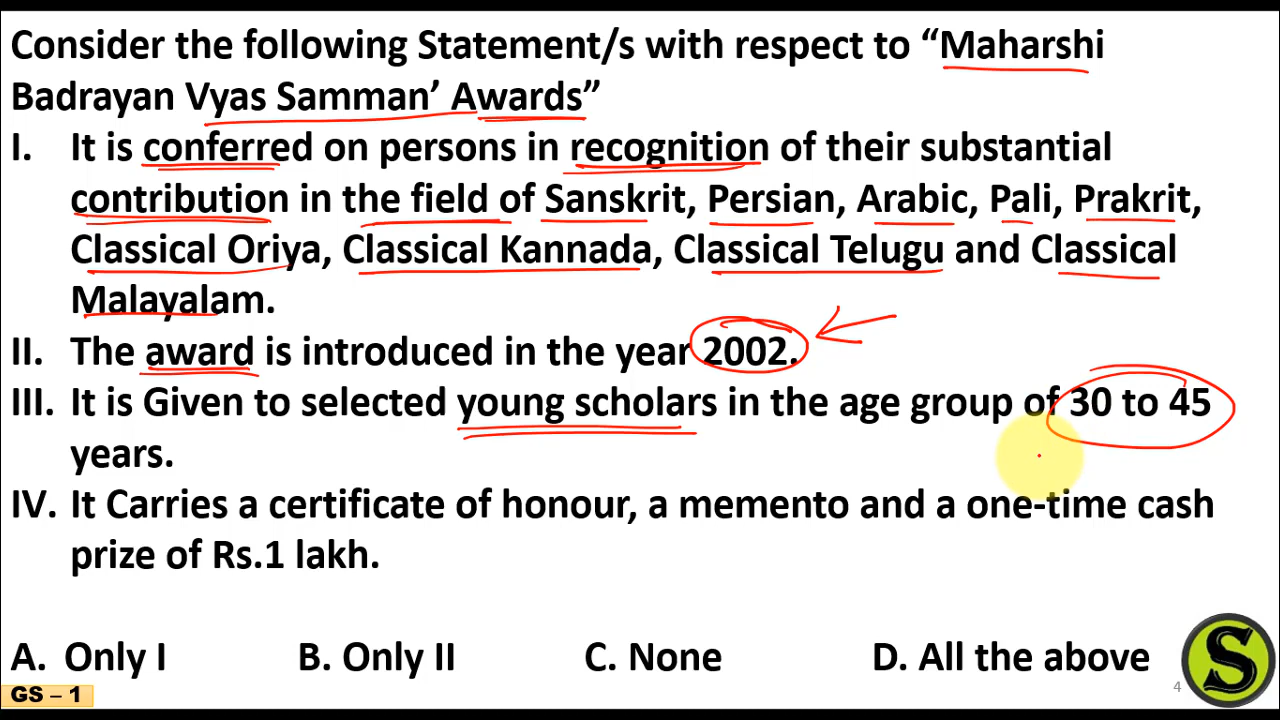 Consider the following Statement/s with respect to “Maharshi
Badrayan Vyas Samman’ Awards”
I. It is conferred on persons in recognition of their substantial
contribution in the field of Sanskrit, Persian, Arabic, Pali, Prakrit,
Classical Oriya, Classical Kannada, Classical Telugu and Classical
Malayalam.
II. The award is introduced in the year 2002.
III. It is Given to selected young scholars in the age group of 30 to 45
years.
IV. It Carries a certificate of honour, a memento and a one-time cash
prize of Rs.1 lakh.
A. Only I B. Only II C. None D. All the above
GS – 1
4
S